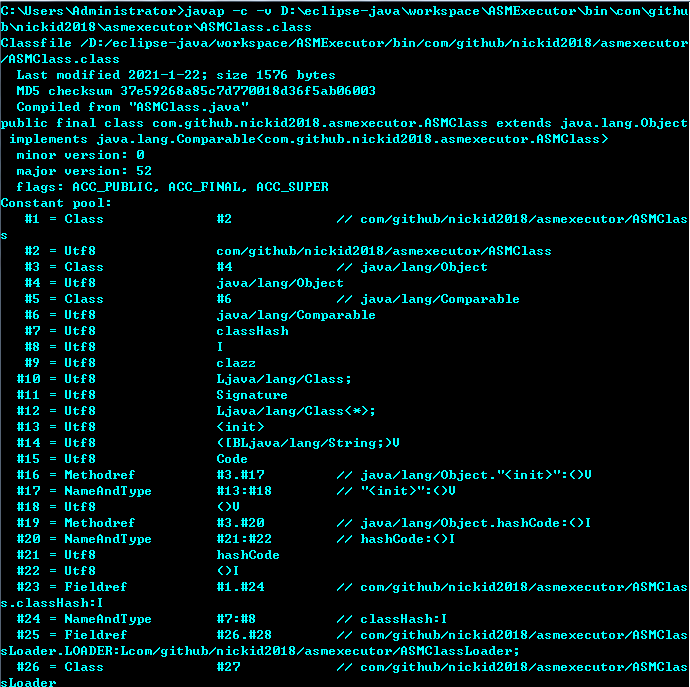 C:\Users\Administrator>javap -c -v D:\eclipse-java\workspace\ASMExecutor\bin\com\githu
b\nickid2018\asmexecutor\ASMClass.class
Classfile /D:/eclipse-java/workspace/ASMExecutor/bin/com/github/nickid2018/asmexecutor
/ASMClass.class
  Last modified 2021-1-22; size 1576 bytes
  MD5 checksum 37e59268a85c7d770018d36f5ab06003
  Compiled from "ASMClass.java"
public final class com.github.nickid2018.asmexecutor.ASMClass extends java.lang.Object
 implements java.lang.Comparable<com.github.nickid2018.asmexecutor.ASMClass>
  minor version: 0
  major version: 52
  flags: ACC_PUBLIC, ACC_FINAL, ACC_SUPER
Constant pool:
   #1 = Class              #2             // com/github/nickid2018/asmexecutor/ASMClas
s
   #2 = Utf8               com/github/nickid2018/asmexecutor/ASMClass
   #3 = Class              #4             // java/lang/Object
   #4 = Utf8               java/lang/Object
   #5 = Class              #6             // java/lang/Comparable
   #6 = Utf8               java/lang/Comparable
   #7 = Utf8               classHash
   #8 = Utf8               I
   #9 = Utf8               clazz
  #10 = Utf8               Ljava/lang/Class;
  #11 = Utf8               Signature
  #12 = Utf8               Ljava/lang/Class<*>;
  #13 = Utf8               <init>
  #14 = Utf8               ([BLjava/lang/String;)V
  #15 = Utf8               Code
  #16 = Methodref          #3.#17         // java/lang/Object."<init>":()V
  #17 = NameAndType        #13:#18        // "<init>":()V
  #18 = Utf8               ()V
  #19 = Methodref          #3.#20         // java/lang/Object.hashCode:()I
  #20 = NameAndType        #21:#22        // hashCode:()I
  #21 = Utf8               hashCode
  #22 = Utf8               ()I
  #23 = Fieldref           #1.#24         // com/github/nickid2018/asmexecutor/ASMClas
s.classHash:I
  #24 = NameAndType        #7:#8          // classHash:I
  #25 = Fieldref           #26.#28        // com/github/nickid2018/asmexecutor/ASMClas
sLoader.LOADER:Lcom/github/nickid2018/asmexecutor/ASMClassLoader;
  #26 = Class              #27            // com/github/nickid2018/asmexecutor/ASMClas
sLoader